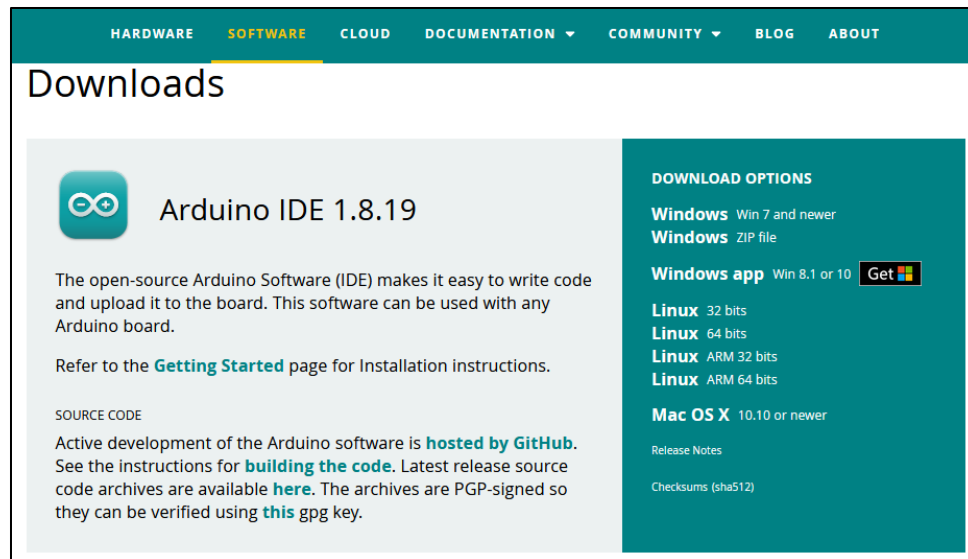 HARDWARE SOFTWARE CLOUD DOCUMENTATION COMMUNITY BLOG ABOUT
Downloads
Arduino IDE 1.8.19
The open-source Arduino Software (IDE) makes it easy to write code
and upload it to the board. This software can be used with any
Arduino board.
Refer to the Getting Started page for Installation instructions.
SOURCE CODE
Active development of the Arduino software is hosted by GitHub.
See the instructions for building the code. Latest release source
code archives are available here. The archives are PGP-signed so
they can be verified using this gpg key.
DOWNLOAD OPTIONS
Windows Win 7 and newer
Windows ZIP file
Windows app Win 8.1 or 10 Get
Linux 32 bits
Linux 64 bits
Linux ARM 32 bits
Linux ARM 64 bits
Mac OS X 10.10 or newer
Release Notes
Checksums (sha512)